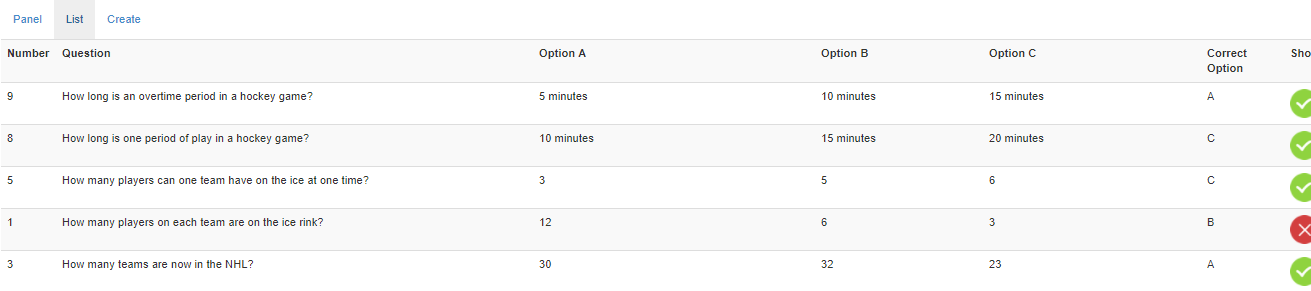 Panel List Create
Number Question Option A Option B Option C Correct Option Sho
9 How long is an overtime period in a hockey game? 5 minutes 10 minutes 15 minutes A
8 How long is one period of play in a hockey game? 10 minutes 15 minutes 20 minutes C
5 How many players can one team have on the ice at one time? 3 5 6 C
1 How many players on each team are on the ice rink? 12 6 3 B
3 How many teams are now in the NHL? 30 32 23 A